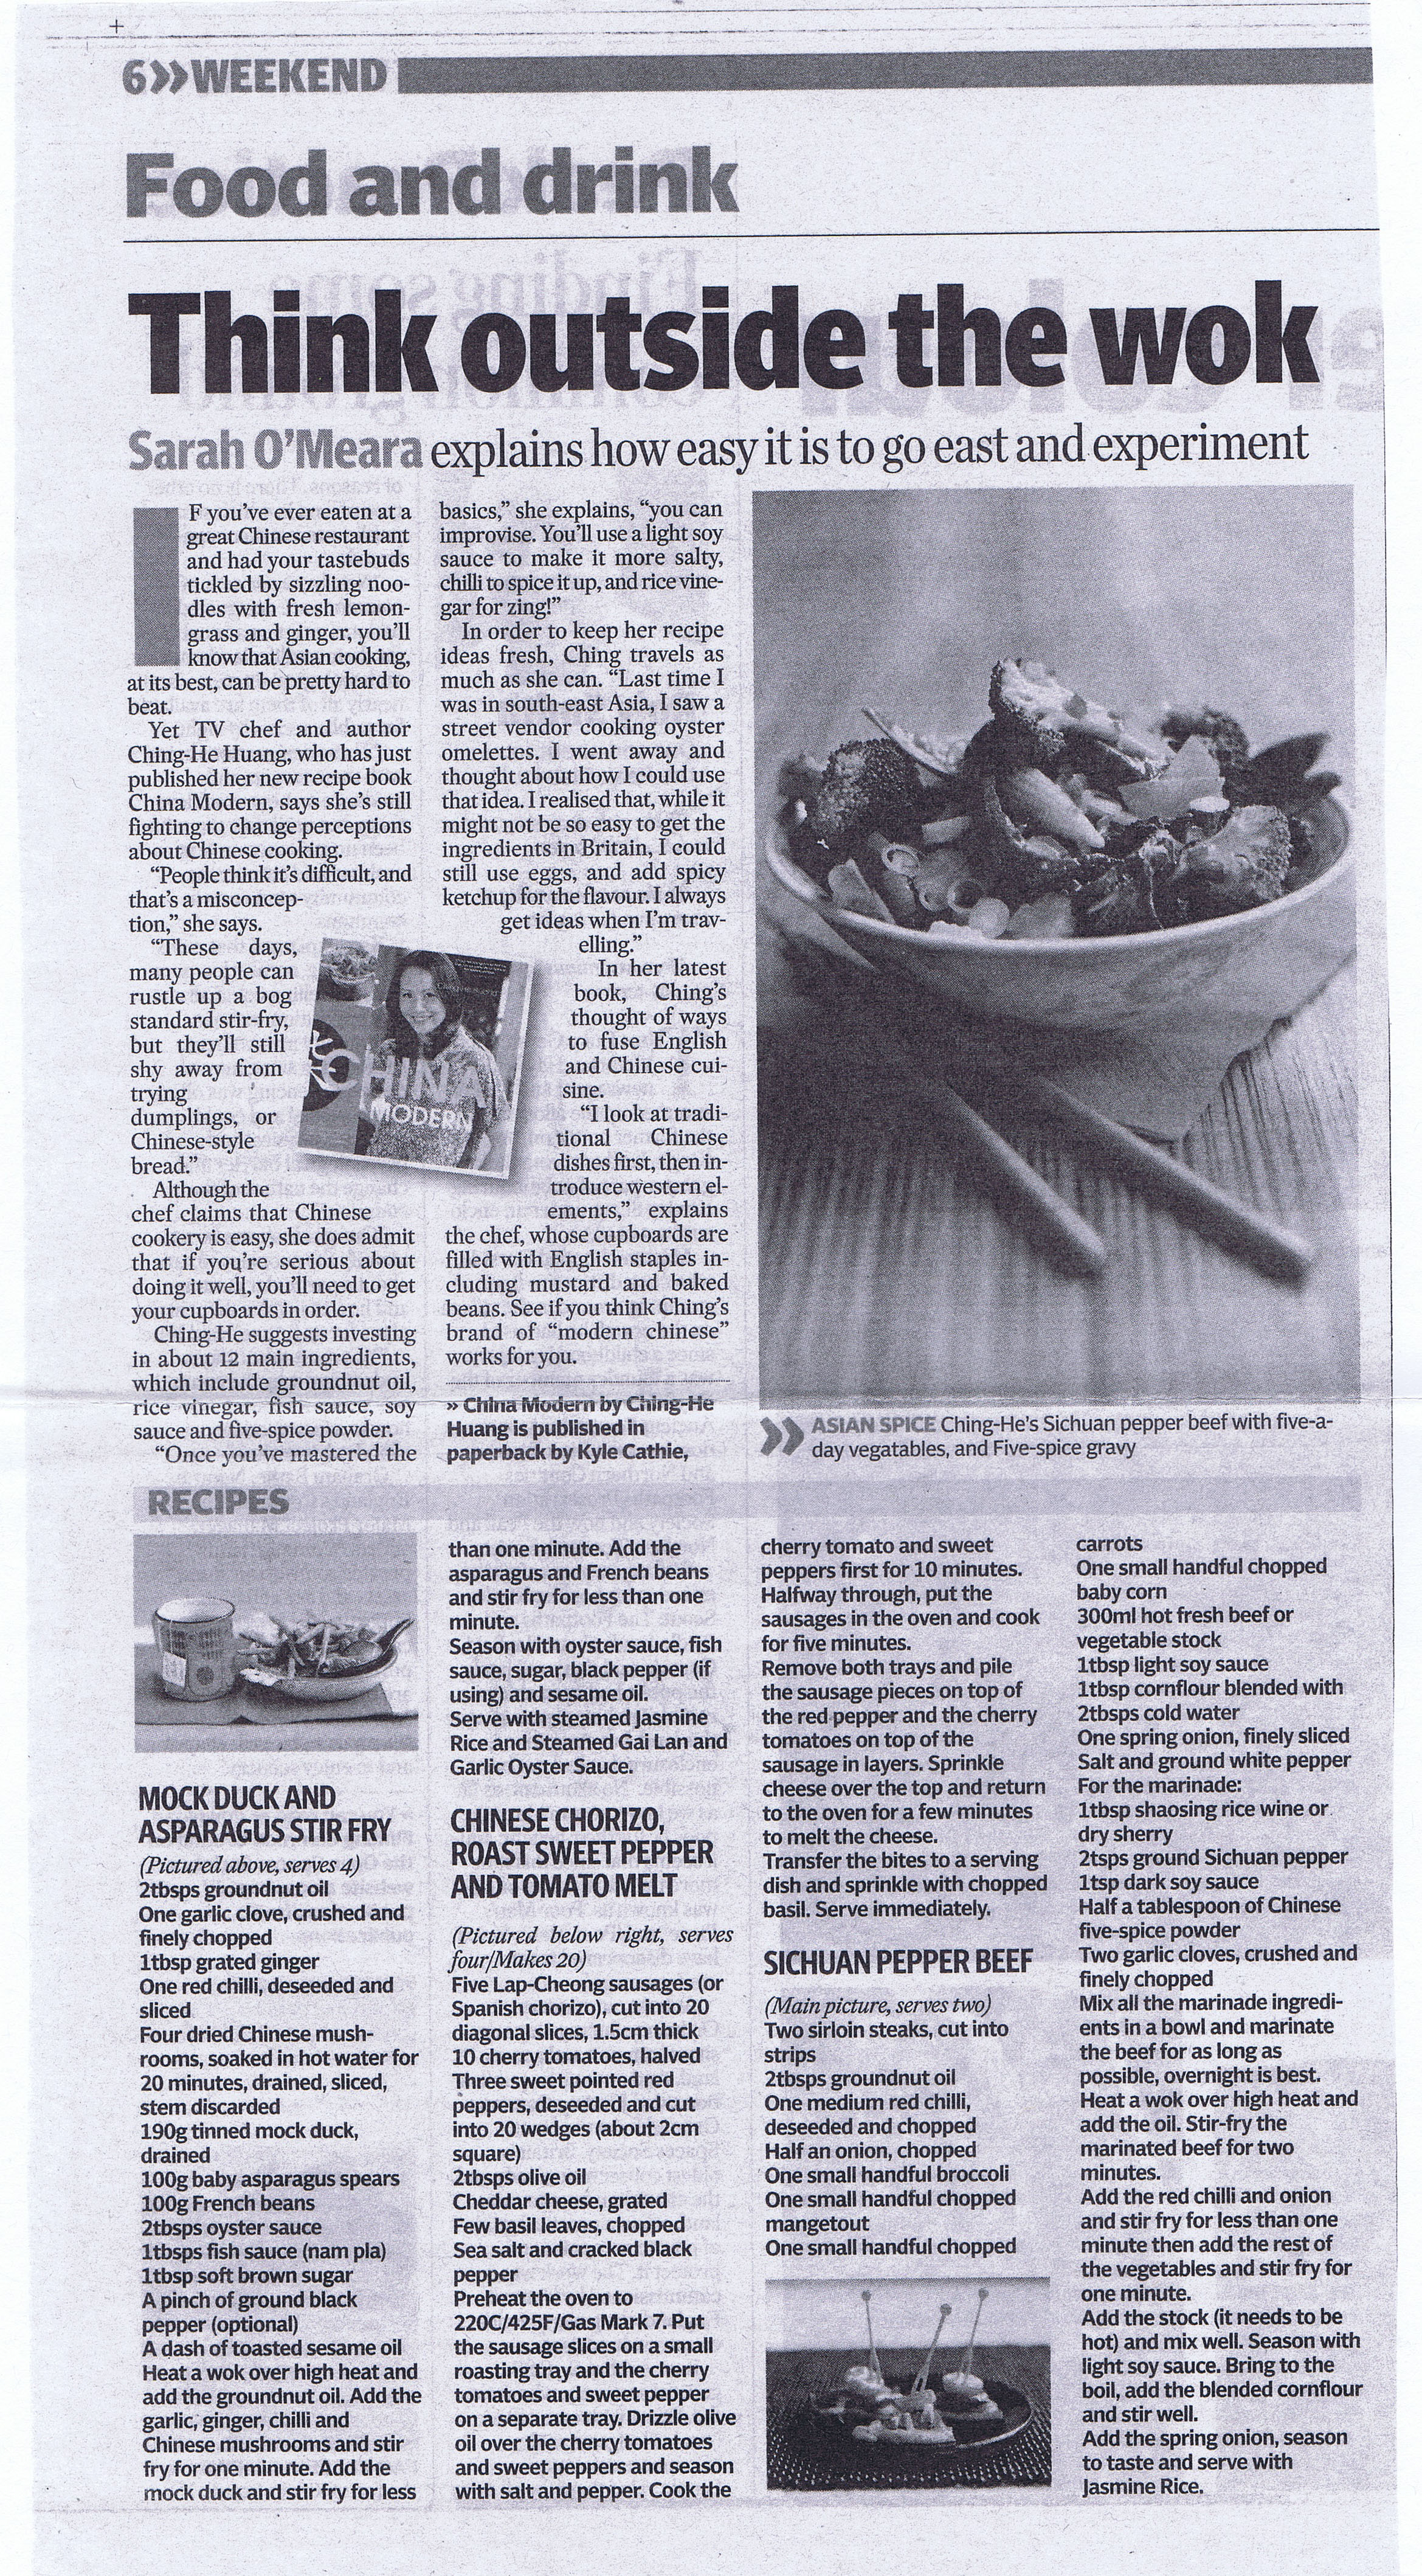 6»WEEKEND
Food and drink
Think outside the wok
Sarah O'Meara explains how easy it is to go east and experiment
IF you've ever eaten at a
great Chinese restaurant
and had your tastebuds
tickled by sizzling noo-
dles with fresh lemon-
grass and ginger, you'll
know that Asian cooking,
at its best, can be pretty hard to
beat.
Yet TV chef and author
Ching-He Huang, who has just
published her new recipe book
China Modern, says she's still
fighting to change perceptions
about Chinese cooking.
"People think it's difficult, and
that's a misconcep-
tion," she says.
"These days,
many people can
rustle up a bog
standard stir-fry,
but they'll still
shy away from
trying
dumplings, or
Chinese-style
bread."
Although the
chef claims that Chinese
cookery is easy, she does admit
that if you're serious about
doing it well, you'll need to get
your cupboards in order.
Ching-He suggests investing
in about 12 main ingredients,
which include groundnut oil,
rice vinegar, fish sauce, soy
sauce and five-spice powder.
"Once you've mastered the
basics," she explains, "you can
improvise. You'll use a light soy
sauce to make it more salty,
chilli to spice it up, and rice vine-
gar for zing!"
In order to keep her recipe
ideas fresh, Ching travels as
much as she can. "Last time I
was in south-east Asia, I saw a
street vendor cooking oyster
omelettes. I went away and
thought about how I could use
that idea. I realised that, while it
might not be so easy to get the
ingredients in Britain, I could
still use eggs, and add spicy
ketchup for the flavour. I always
get ideas when I'm trav-
elling."
In her latest
book, Ching's
thought of ways
to fuse English
and Chinese cui-
sine.
"I look at tradi-
tional Chinese
dishes first, then in-
troduce western el-
ements," explains
the chef, whose cupboards are
filled with English staples in-
cluding mustard and baked
beans. See if you think Ching's
brand of "modern chinese"
works for you.
» China Modern by Ching-He
Huang is published in
paperback by Kyle Cathie,
CHINA
MODERN
» ASIAN SPICE Ching-He's Sichuan pepper beef with five-a-
day vegatables, and Five-spice gravy
RECIPES
MOCK DUCK AND
ASPARAGUS STIR FRY
(Pictured above, serves 4)
2tbsps groundnut oil
One garlic clove, crushed and
finely chopped
1tbsp grated ginger
One red chilli, deseeded and
sliced
Four dried Chinese mush-
rooms, soaked in hot water for
20 minutes, drained, sliced,
stem discarded
190g tinned mock duck,
drained
100g baby asparagus spears
100g French beans
2tbsps oyster sauce
1tbsps fish sauce (nam pla)
1tbsp soft brown sugar
A pinch of ground black
pepper (optional)
A dash of toasted sesame oil
Heat a wok over high heat and
add the groundnut oil. Add the
garlic, ginger, chilli and
Chinese mushrooms and stir
fry for one minute. Add the
mock duck and stir fry for less
than one minute. Add the
asparagus and French beans
and stir fry for less than one
minute.
Season with oyster sauce, fish
sauce, sugar, black pepper (if
using) and sesame oil.
Serve with steamed Jasmine
Rice and Steamed Gai Lan and
Garlic Oyster Sauce.
CHINESE CHORIZO,
ROAST SWEET PEPPER
AND TOMATO MELT
(Pictured below right, serves
four/Makes 20)
Five Lap-Cheong sausages (or
Spanish chorizo), cut into 20
diagonal slices, 1.5cm thick
10 cherry tomatoes, halved
Three sweet pointed red
peppers, deseeded and cut
into 20 wedges (about 2cm
square)
2tbsps olive oil
Cheddar cheese, grated
Few basil leaves, chopped
Sea salt and cracked black
pepper
Preheat the oven to
220C/425F/Gas Mark 7. Put
the sausage slices on a small
roasting tray and the cherry
tomatoes and sweet pepper
on a separate tray. Drizzle olive
oil over the cherry tomatoes
and sweet peppers and season
with salt and pepper. Cook the
cherry tomato and sweet
peppers first for 10 minutes.
Halfway through, put the
sausages in the oven and cook
for five minutes.
Remove both trays and pile
the sausage pieces on top of
the red pepper and the cherry
tomatoes on top of the
sausage in layers. Sprinkle
cheese over the top and return
to the oven for a few minutes
to melt the cheese.
Transfer the bites to a serving
dish and sprinkle with chopped
basil. Serve immediately.
SICHUAN PEPPER BEEF
(Main picture, serves two)
Two sirloin steaks, cut into
strips
2tbsps groundnut oil
One medium red chilli,
deseeded and chopped
Half an onion, chopped
One small handful broccoli
One small handful chopped
mangetout
One small handful chopped
carrots
One small handful chopped
baby corn
300ml hot fresh beef or
vegetable stock
1tbsp light soy sauce
1tbsp cornflour blended with
2tbsps cold water
One spring onion, finely sliced
Salt and ground white pepper
For the marinade:
1tbsp shaosing rice wine or
dry sherry
2tsps ground Sichuan pepper
1tsp dark soy sauce
Half a tablespoon of Chinese
five-spice powder
Two garlic cloves, crushed and
finely chopped
Mix all the marinade ingredi-
ents in a bowl and marinate
the beef for as long as
possible, overnight is best.
Heat a wok over high heat and
add the oil. Stir-fry the
marinated beef for two
minutes.
Add the red chilli and onion
and stir fry for less than one
minute then add the rest of
the vegetables and stir fry for
one minute.
Add the stock (it needs to be
hot) and mix well. Season with
light soy sauce. Bring to the
boil, add the blended cornflour
and stir well.
Add the spring onion, season
to taste and serve with
Jasmine Rice.